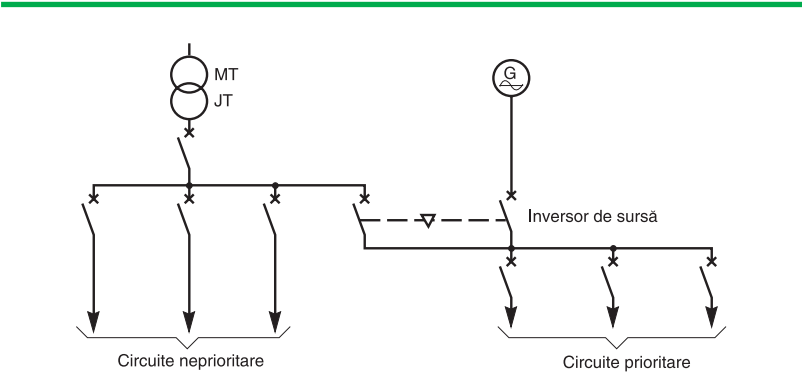 MT
JT
G
Inversor de sursă
Circuite neprioritare
Circuite prioritare